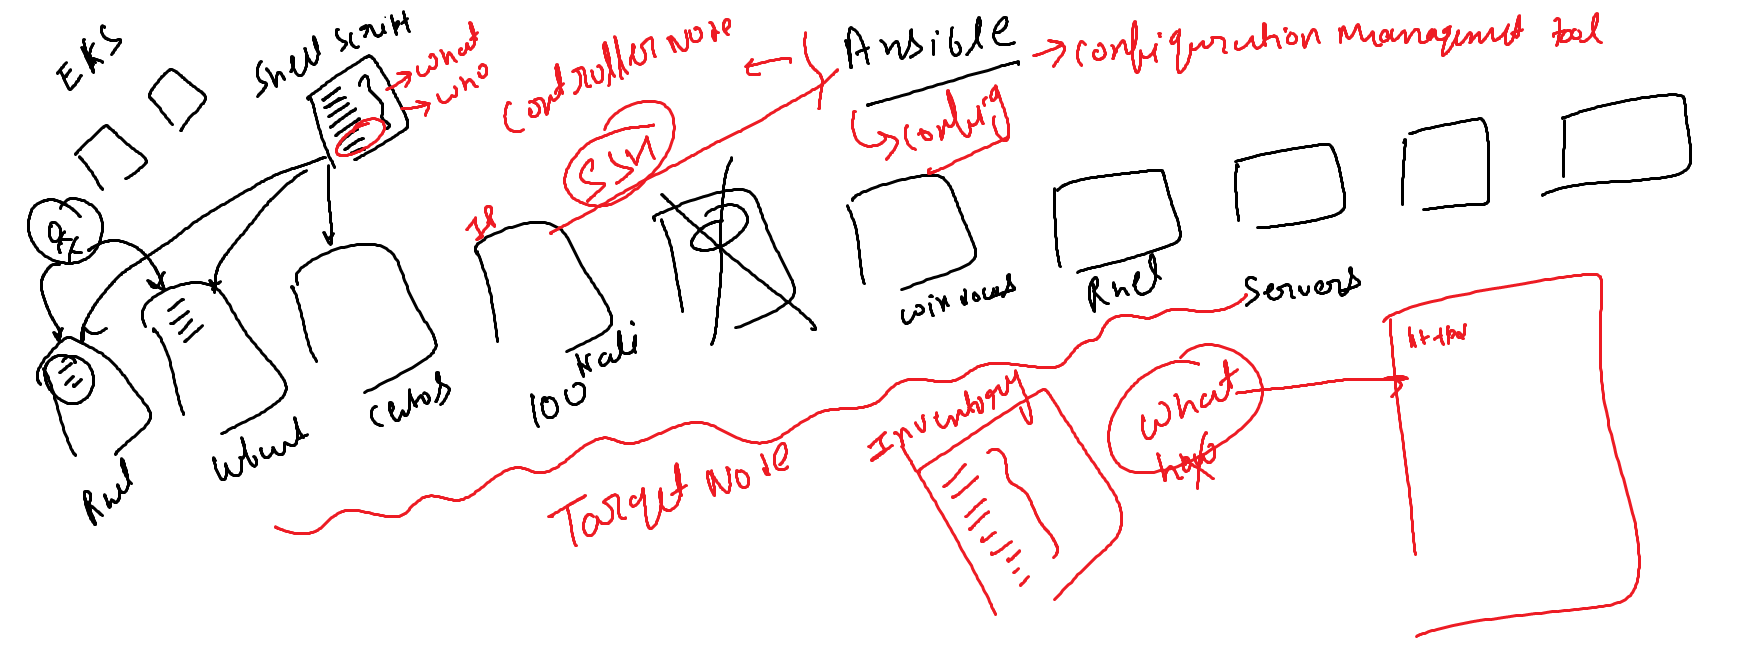 EKS
Shell Script
what
who
Controller Node
Ansible
Configuration Management tool
config
SSH
IP
windows
Rhel
Servers
Kali
100
centos
Ubunt
Rhel
Target Node
Inventory
what
how
httpd